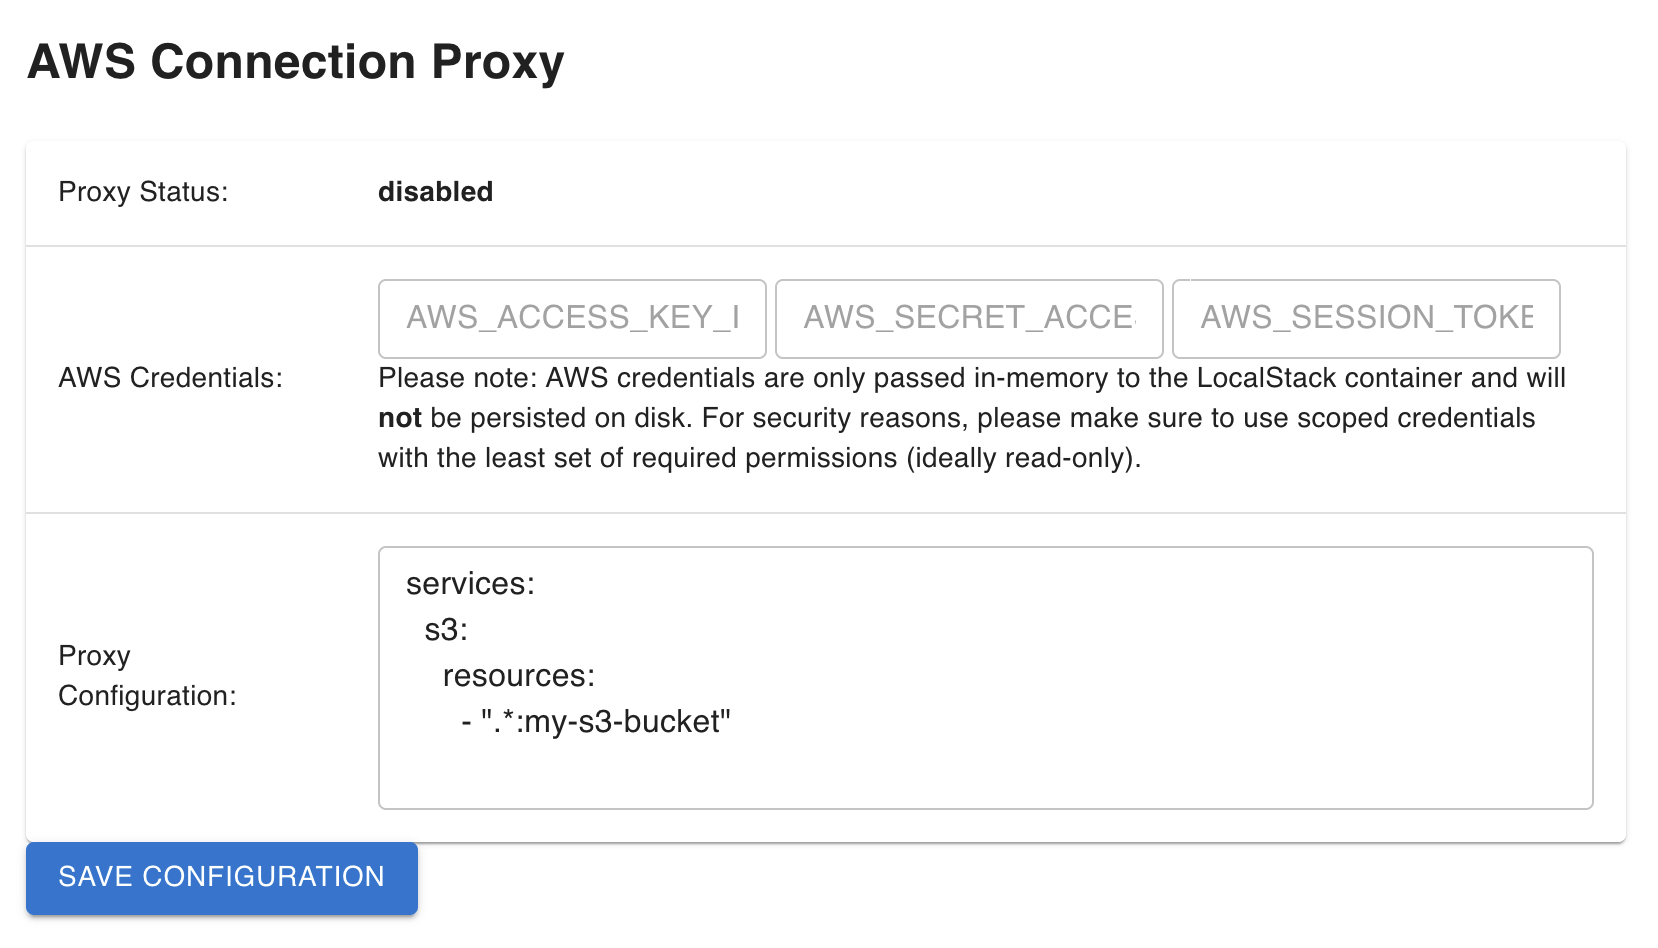 AWS Connection Proxy
Proxy Status:
disabled
AWS Credentials:
AWS_ACCESS_KEY_I
AWS_SECRET_ACCE
AWS_SESSION_TOKE
Please note: AWS credentials are only passed in-memory to the LocalStack container and will
not be persisted on disk. For security reasons, please make sure to use scoped credentials
with the least set of required permissions (ideally read-only).
Proxy
Configuration:
services:
  s3:
    resources:
      - ".*:my-s3-bucket"
SAVE CONFIGURATION